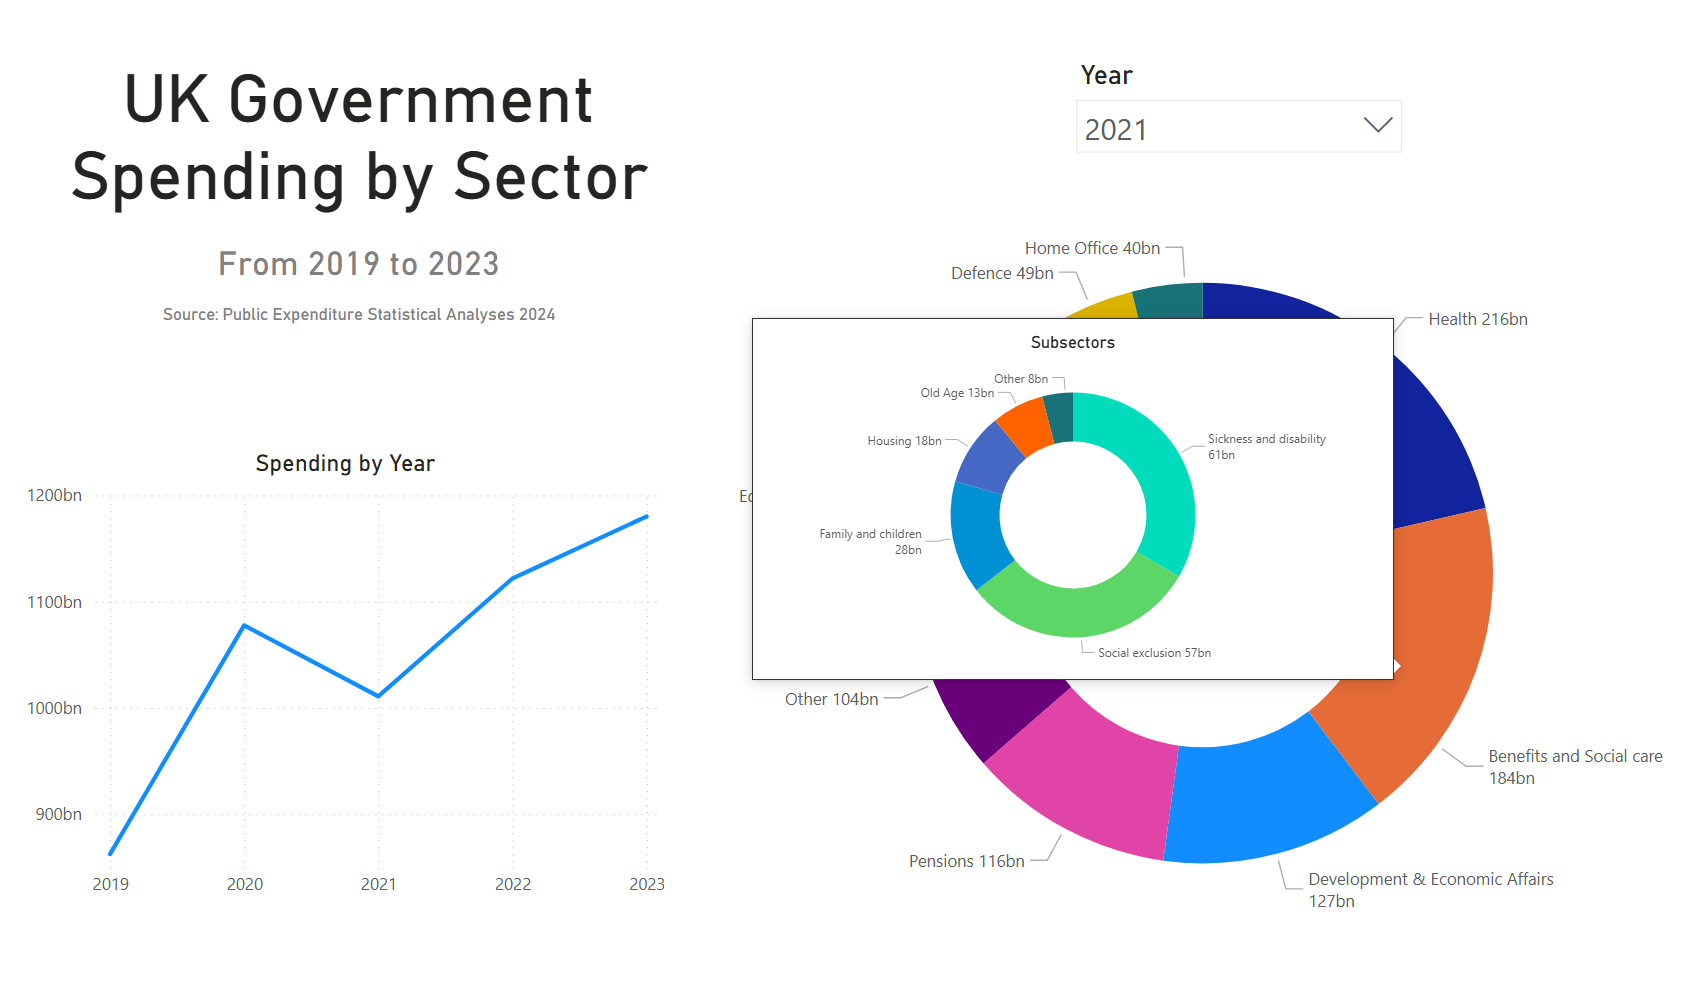 UK Government
Spending by Sector
From 2019 to 2023
Source: Public Expenditure Statistical Analyses 2024
Year
2021
Spending by Year
1200bn
1100bn
1000bn
900bn
2019
2020
2021
2022
2023
Home Office 40bn
Defence 49bn
Health 216bn
Benefits and Social care
184bn
Development & Economic Affairs
127bn
Pensions 116bn
Other 104bn
Subsectors
Other 8bn
Old Age 13bn
Housing 18bn
Family and children
28bn
Social exclusion 57bn
Sickness and disability
61bn